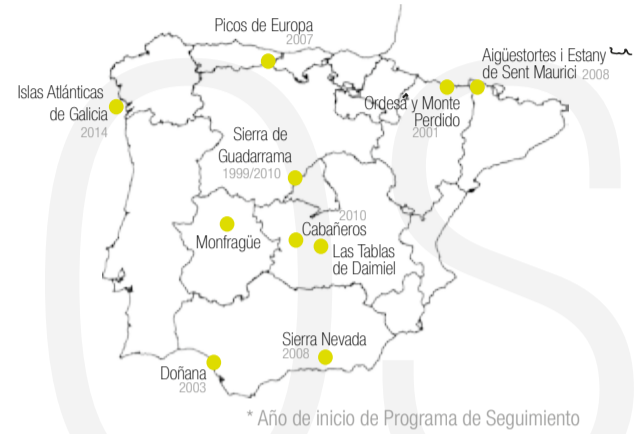 Picos de Europa
2007
Aigüestortes i Estany
de Sent Maurici 2008
Islas Atlánticas
de Galicia
2014
Ordesa y Monte
Perdido
2001
Sierra de
Guadarrama
1999/2010
2010
Cabañeros
Monfragüe
Las Tablas
de Daimiel
Sierra Nevada
2008
Doñana
2003
* Año de inicio de Programa de Seguimiento